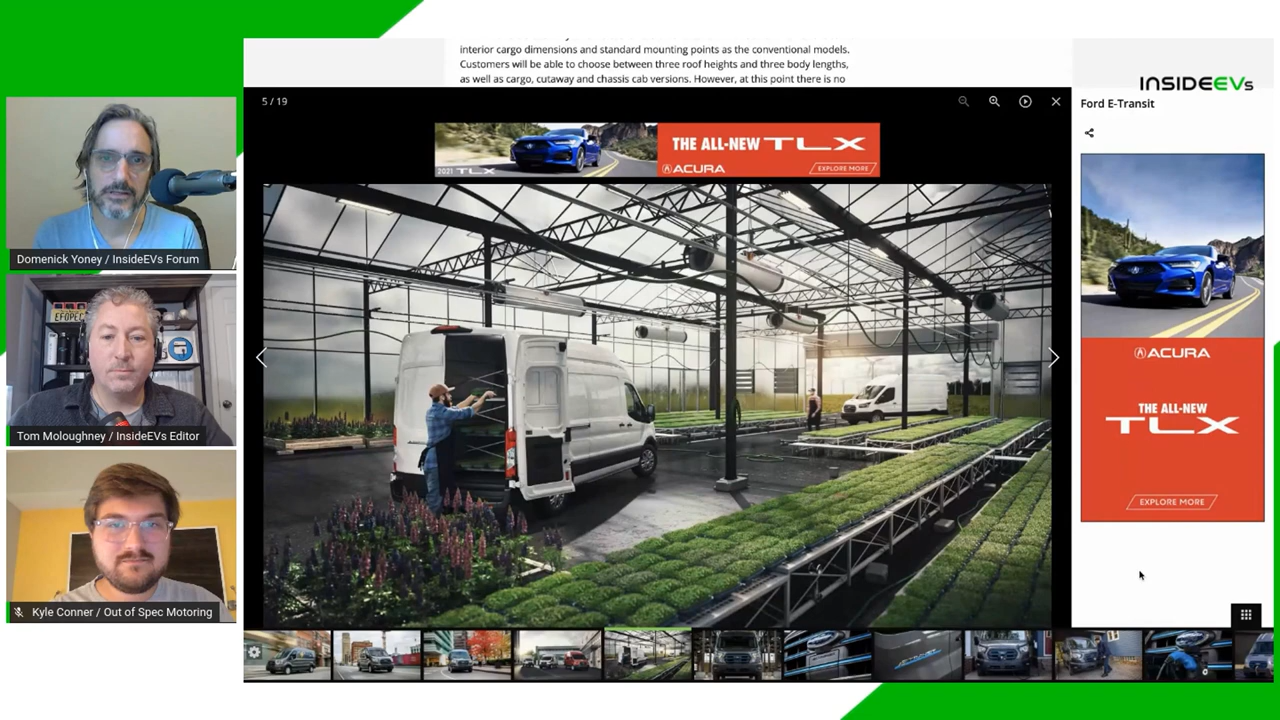 interior cargo dimensions and standard mounting points as the conventional models.
Customers will be able to choose between three roof heights and three body lengths,
as well as cargo, cutaway and chassis cab versions. However, at this point there is no
INSIDEEVs
5 / 19
Ford E-Transit
2021 TLX
THE ALL-NEW TLX
ACURA
EXPLORE MORE
Domenick Yoney / InsideEVs Forum
Tom Moloughney / InsideEVs Editor
Kyle Conner / Out of Spec Motoring
ACURA
THE ALL-NEW
TLX
EXPLORE MORE